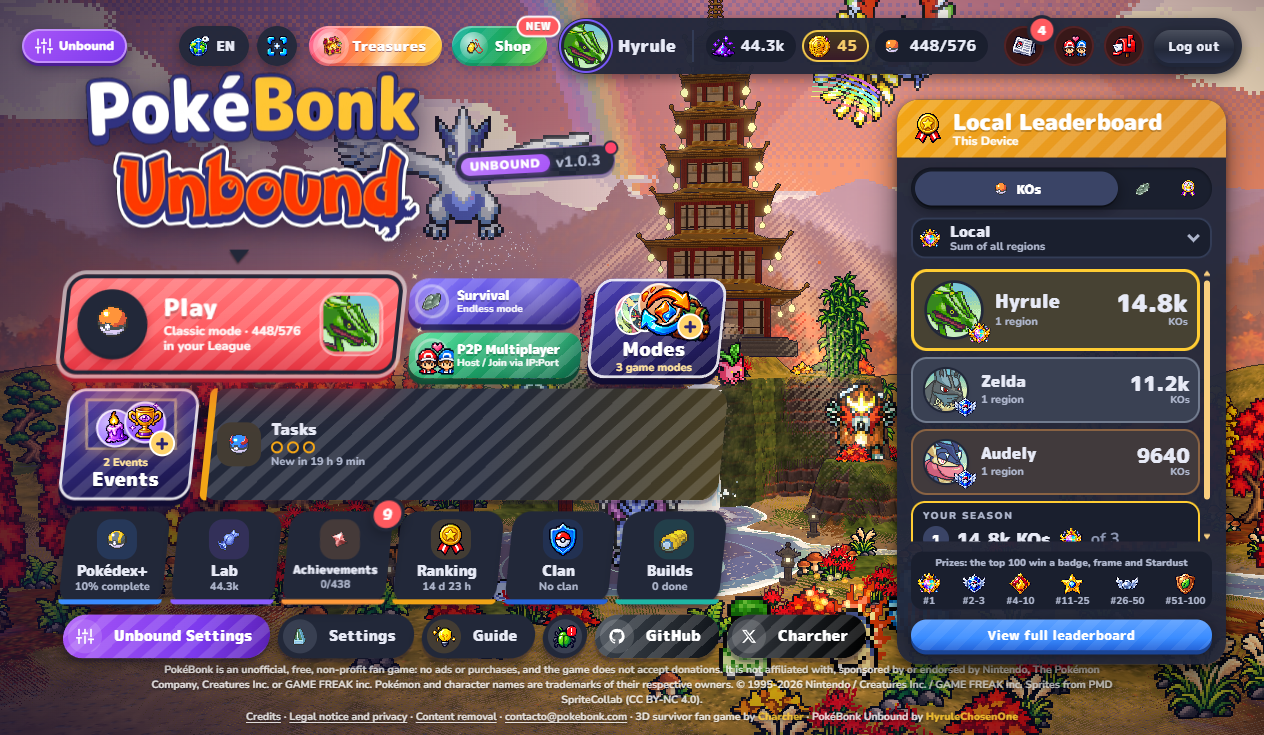 Unbound
EN
Treasures
Shop
NEW
Hyrule
44.3k
45
448/576
4
Log out
PokéBonk
Unbound
UNBOUND v1.0.3
Play
Classic mode · 448/576
in your League
Survival
Endless mode
P2P Multiplayer
Host / Join via IP:Port
Modes
3 game modes
2 Events
Events
Tasks
New in 19 h 9 min
Pokédex+
10% complete
Lab
44.3k
9
Achievements
0/438
Ranking
14 d 23 h
Clan
No clan
Builds
0 done
Unbound Settings
Settings
Guide
GitHub
Charcher
Local Leaderboard
This Device
KOs
Local
Sum of all regions
Hyrule
1 region
14.8k
KOs
Zelda
1 region
11.2k
KOs
Audely
1 region
9640
KOs
YOUR SEASON
1 14.8k KOs of 3
Prizes: the top 100 win a badge, frame and Stardust
#1 #2-3 #4-10 #11-25 #26-50 #51-100
View full leaderboard
PokéBonk is an unofficial, free, non-profit fan game: no ads or purchases, and the game does not accept donations. It is not affiliated with, sponsored by or endorsed by Nintendo, The Pokémon
Company, Creatures Inc. or GAME FREAK inc. Pokémon and character names are trademarks of their respective owners. © 1995-2026 Nintendo / Creatures Inc. / GAME FREAK Inc. Sprites from PMD
SpriteCollab (CC BY-NC 4.0).
Credits · Legal notice and privacy · Content removal · contacto@pokebonk.com · 3D survivor fan game by Charcher · PokéBonk Unbound by HyruleChosenOne